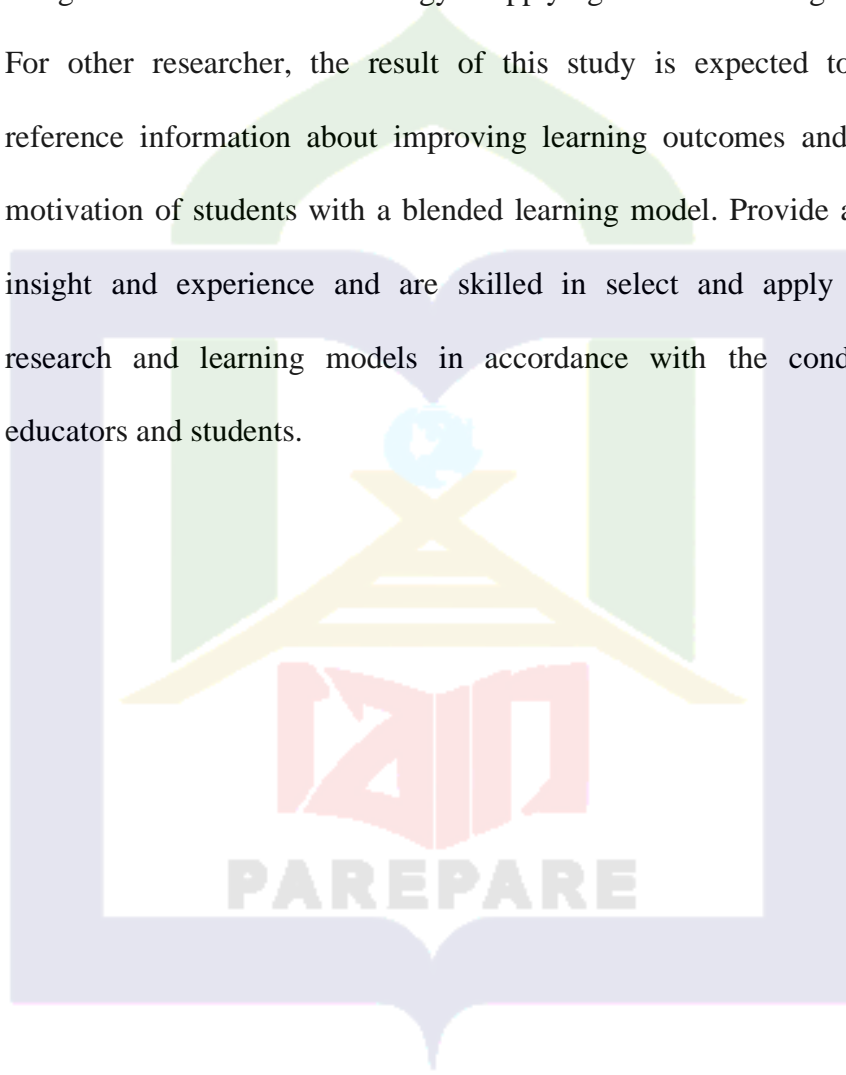 For other researcher, the result of this study is expected to
reference information about improving learning outcomes and
motivation of students with a blended learning model. Provide a
insight and experience and are skilled in select and apply
research and learning models in accordance with the cond
educators and students.
iain
PAREPARE